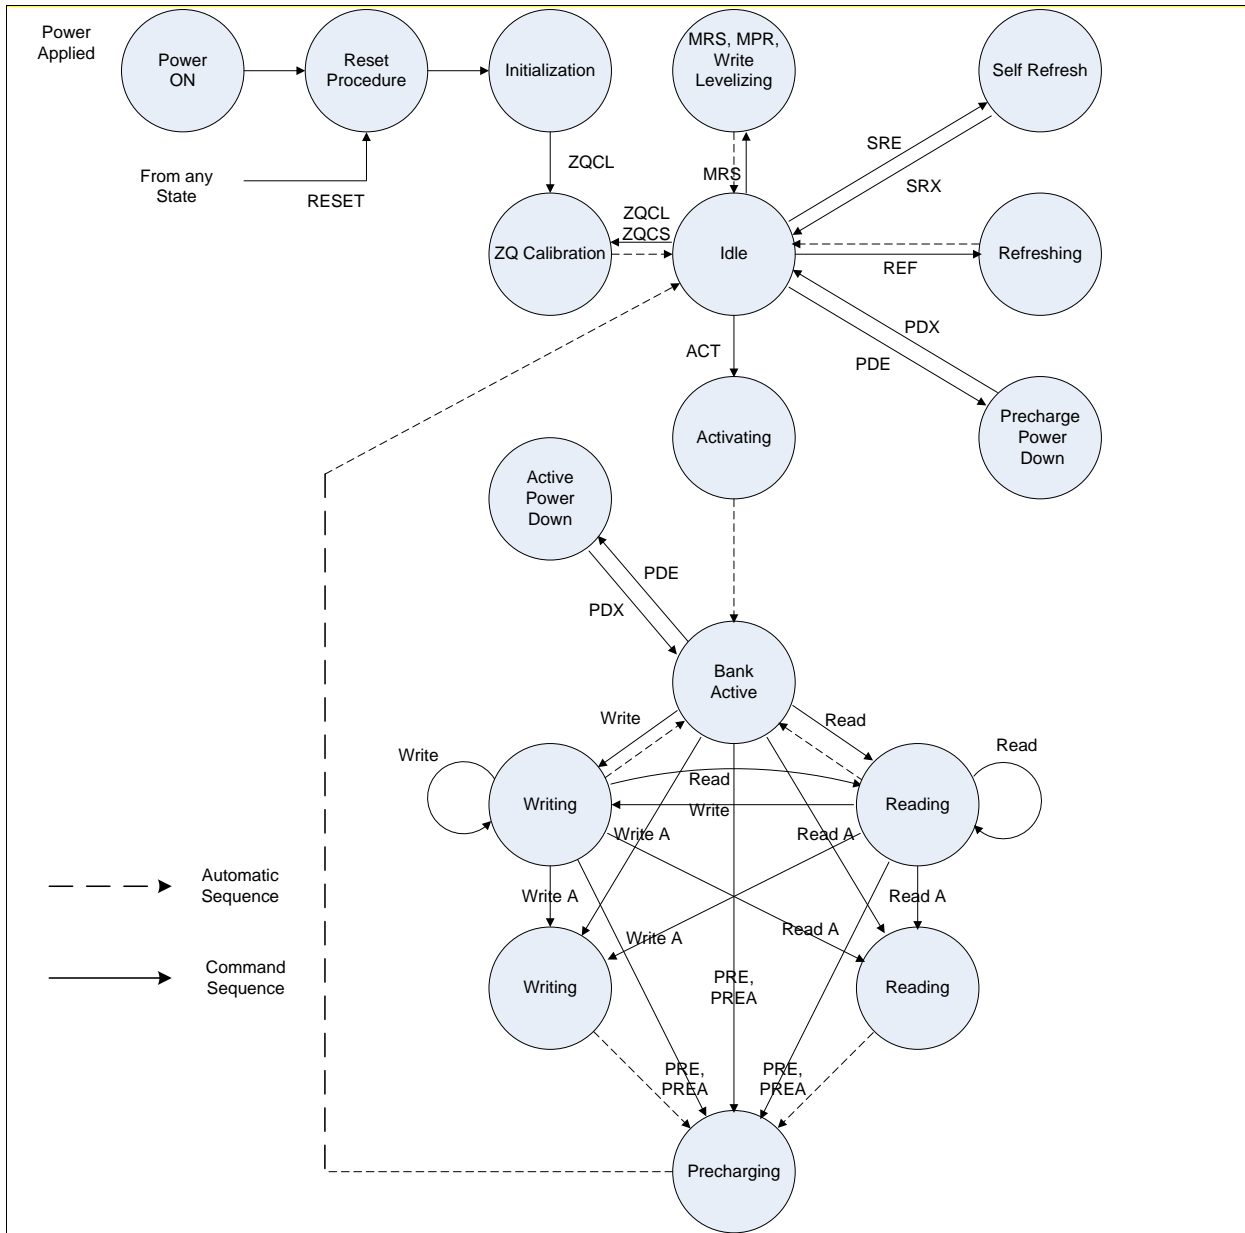 Power
Applied
Power
ON
Reset
Procedure
Initialization
MRS, MPR,
Write
Levelizing
Self Refresh
From any
State
RESET
ZQCL
MRS
SRE
SRX
ZQCL
ZQCS
ZQ Calibration
Idle
Refreshing
REF
PDX
PDE
ACT
Activating
Precharge
Power
Down
Active
Power
Down
PDE
PDX
Bank
Active
Write
Read
Write
Read
Read
Write
Writing
Reading
Write A
Read A
Automatic
Sequence
Write A
Read A
Write A
Read A
Command
Sequence
Writing
Reading
PRE,
PREA
PRE,
PREA
PRE,
PREA
Precharging